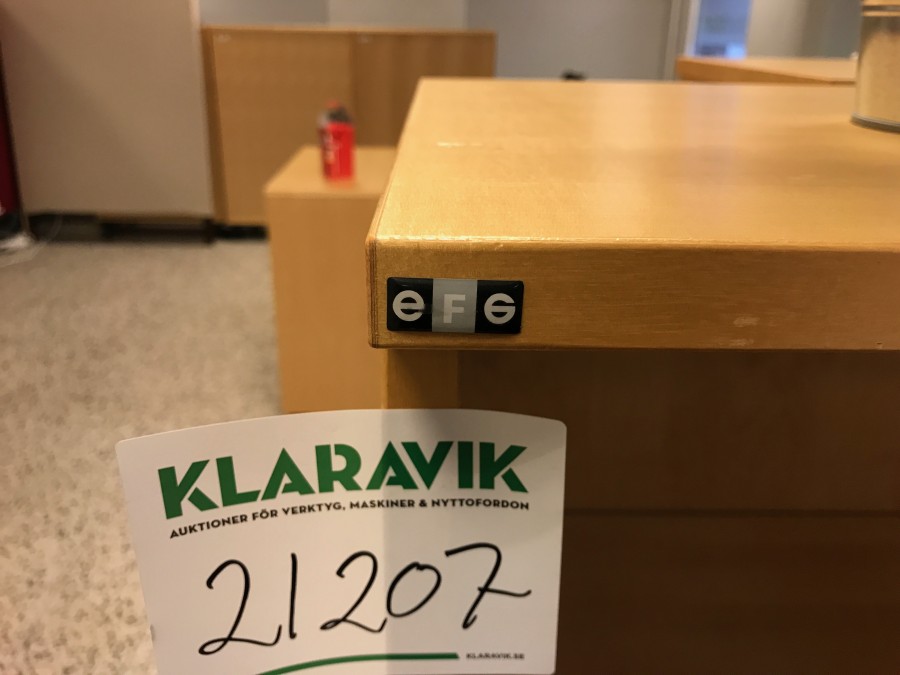 eFG
KLARAVIK
AUKTIONER FÖR VERKTYG, MASKINER & NYTTOFORDON
21207
KLARAVIK.SE